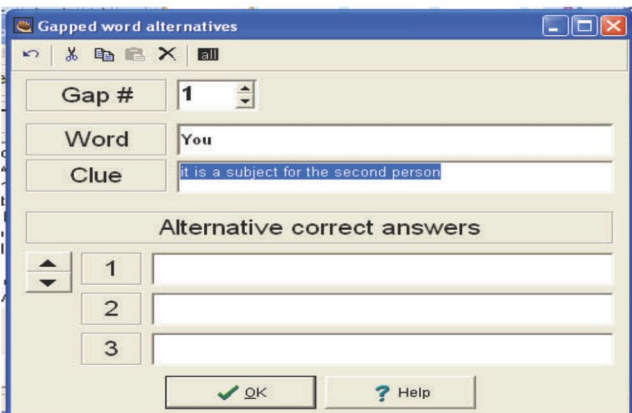 Gapped word alternatives
all
Gap # 1
Word You
Clue it is a subject for the second person
Alternative correct answers
1
2
3
OK Help